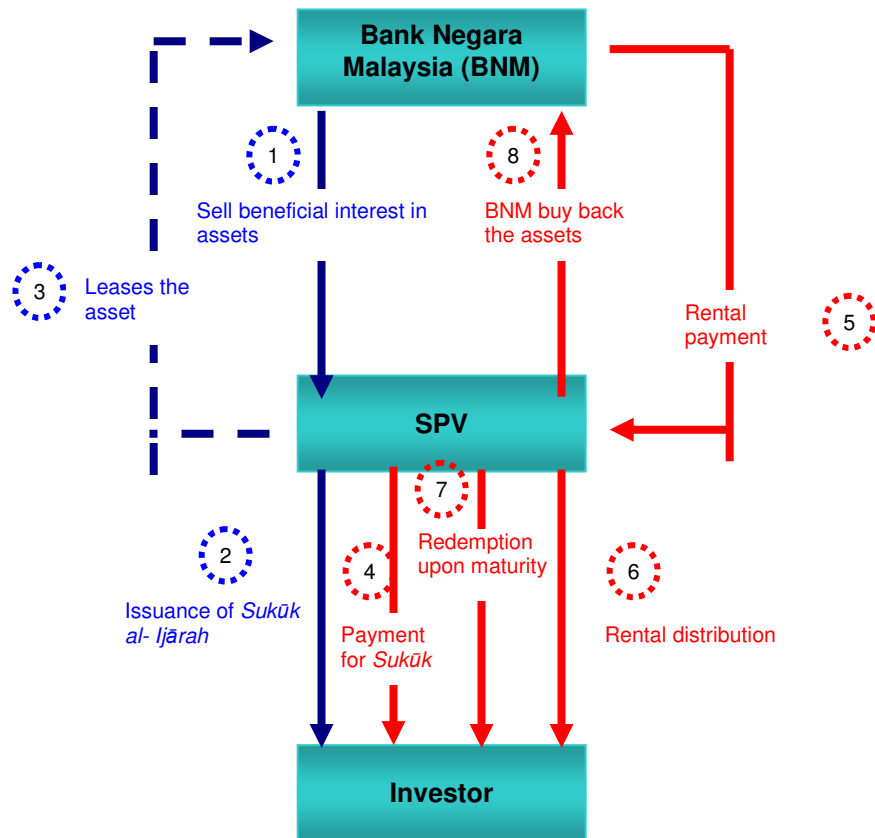 Bank Negara
Malaysia (BNM)
1
8
Sell beneficial interest in
assets
BNM buy back
the assets
3
Leases the
asset
Rental
payment
5
SPV
7
2
4
Redemption
upon maturity
6
Issuance of Sukūk
al- Ijārah
Payment
for Sukūk
Rental distribution
Investor